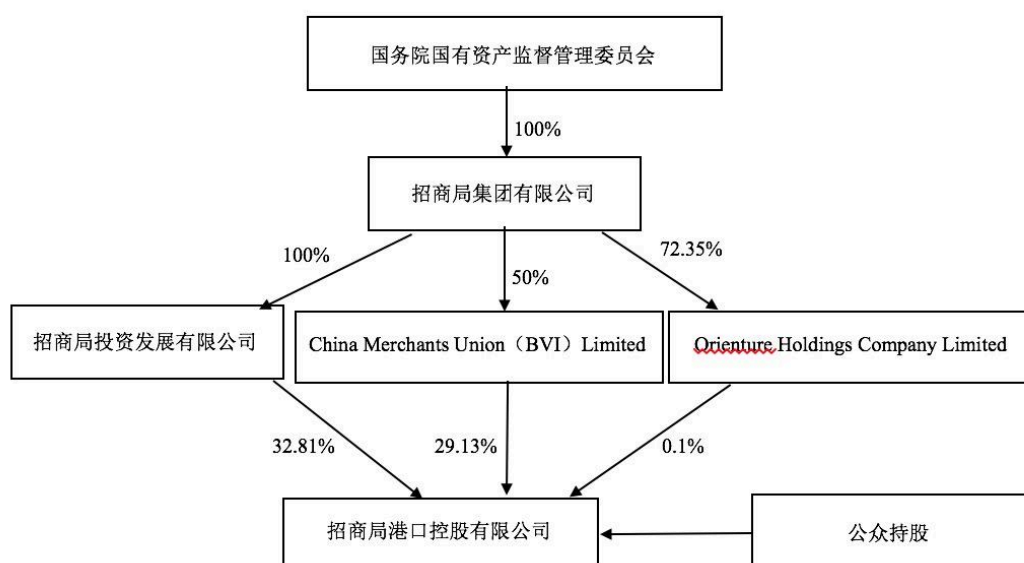 国务院国有资产监督管理委员会
100%
招商局集团有限公司
100%
50%
72.35%
招商局投资发展有限公司
China Merchants Union（BVI）Limited
Orienture Holdings Company Limited
32.81%
29.13%
0.1%
招商局港口控股有限公司
公众持股